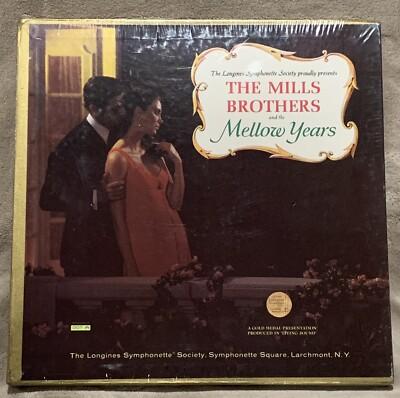 The Longines Symphonette Society proudly presents
THE MILLS
BROTHERS
and the
Mellow Years
A GOLD MEDAL PRESENTATION
PRODUCED IN "LIVING SOUND"
The Longines Symphonette Society, Symphonette Square, Larchmont, N.Y.